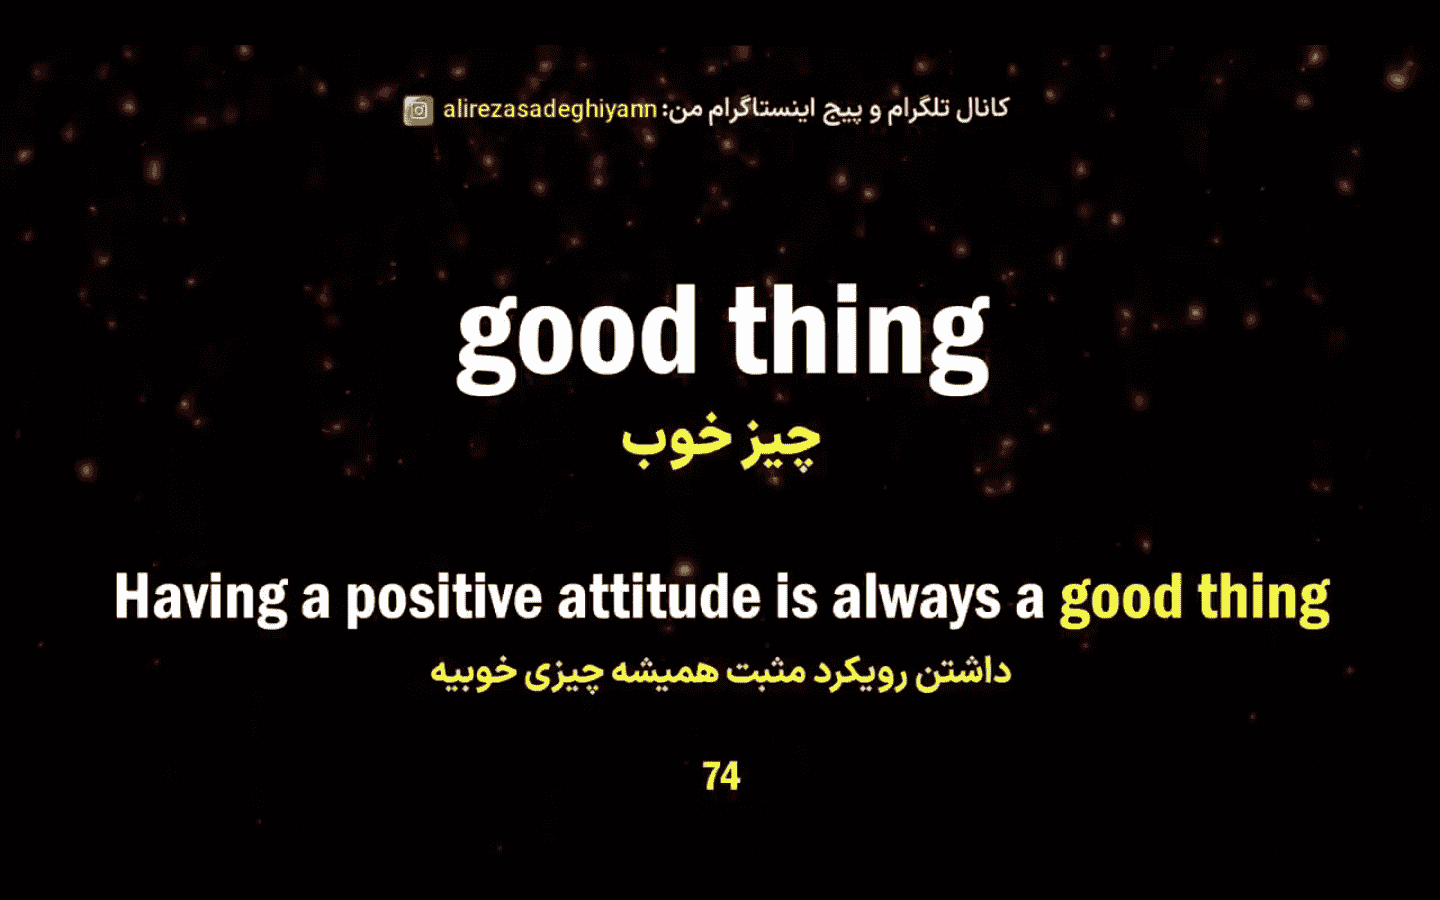 کانال تلگرام و پیج اینستاگرام من: alirezasadeghiyann
good thing
چیز خوب
Having a positive attitude is always a good thing
داشتن رویکرد مثبت همیشه چیزی خوبیه
74